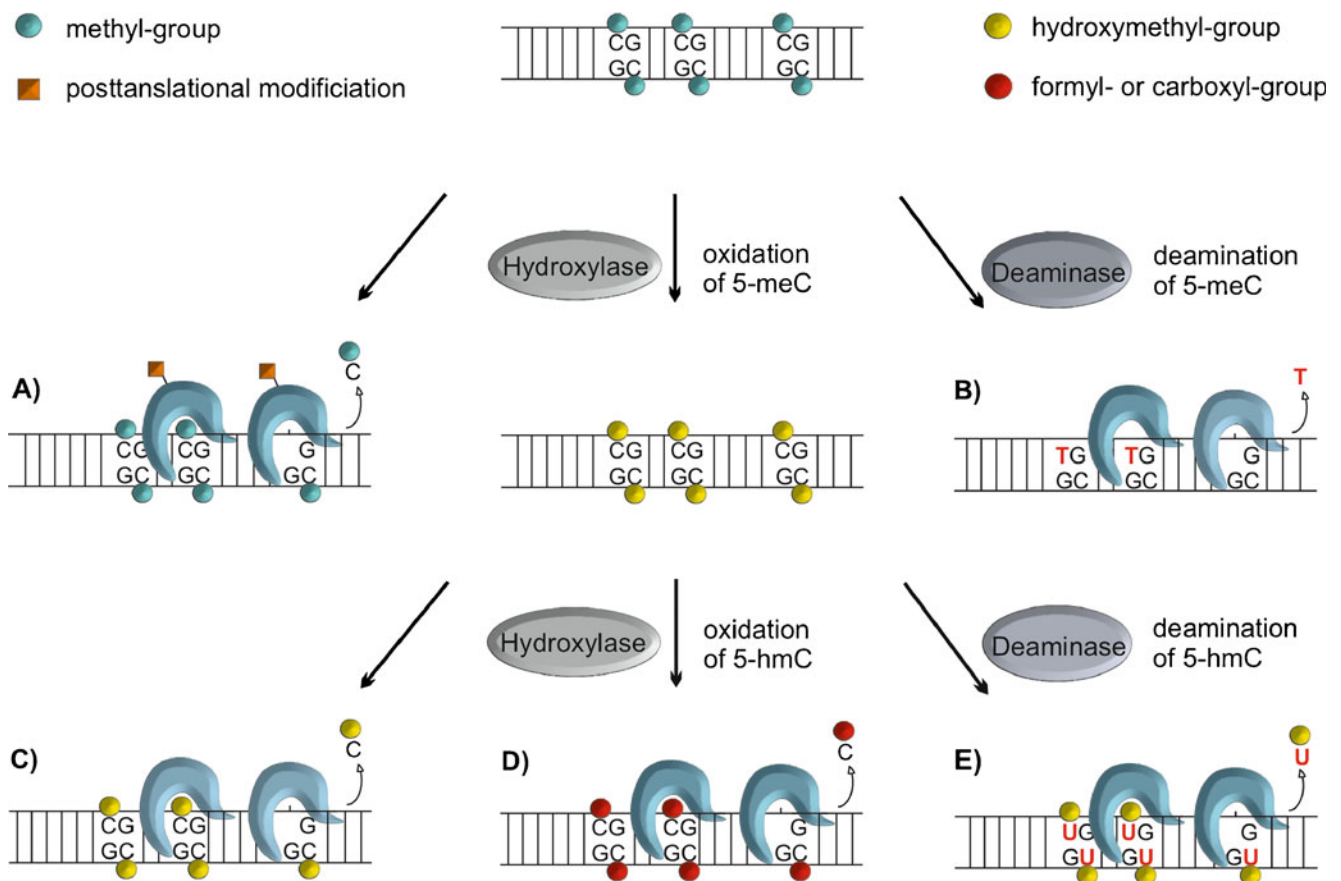 methyl-group
posttranslational modificiation
CG CG CG
GC GC GC
hydroxymethyl-group
formyl- or carboxyl-group
Hydroxylase
oxidation
of 5-meC
Deaminase
deamination
of 5-meC
A)
C
CG CG G
GC GC GC
CG CG CG
GC GC GC
B)
T
TG TG G
GC GC GC
Hydroxylase
oxidation
of 5-hmC
Deaminase
deamination
of 5-hmC
C)
C
CG CG G
GC GC GC
D)
C
CG CG G
GC GC GC
E)
U
UG UG G
GU GU GU